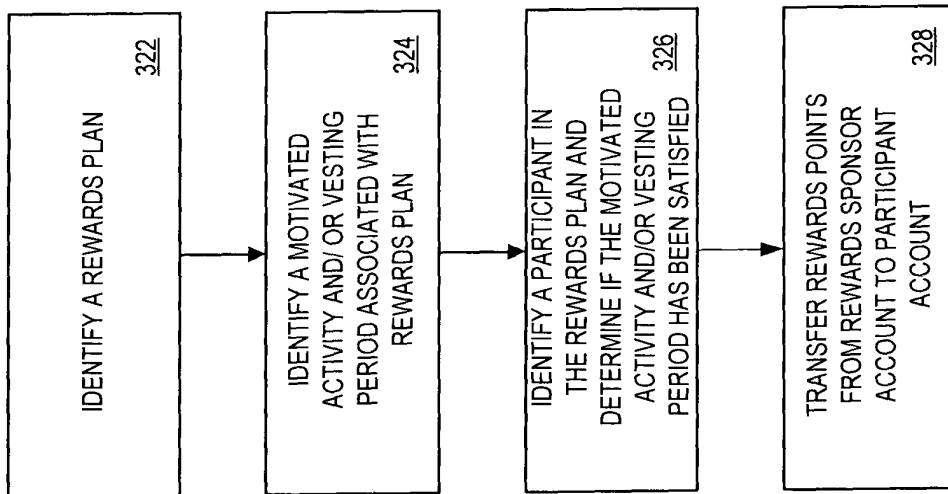 IDENTIFY A REWARDS PLAN
322
IDENTIFY A MOTIVATED
ACTIVITY AND/ OR VESTING
PERIOD ASSOCIATED WITH
REWARDS PLAN
324
IDENTIFY A PARTICIPANT IN
THE REWARDS PLAN AND
DETERMINE IF THE MOTIVATED
ACTIVITY AND/OR VESTING
PERIOD HAS BEEN SATISFIED
326
TRANSFER REWARDS POINTS
FROM REWARDS SPONSOR
ACCOUNT TO PARTICIPANT
ACCOUNT
328